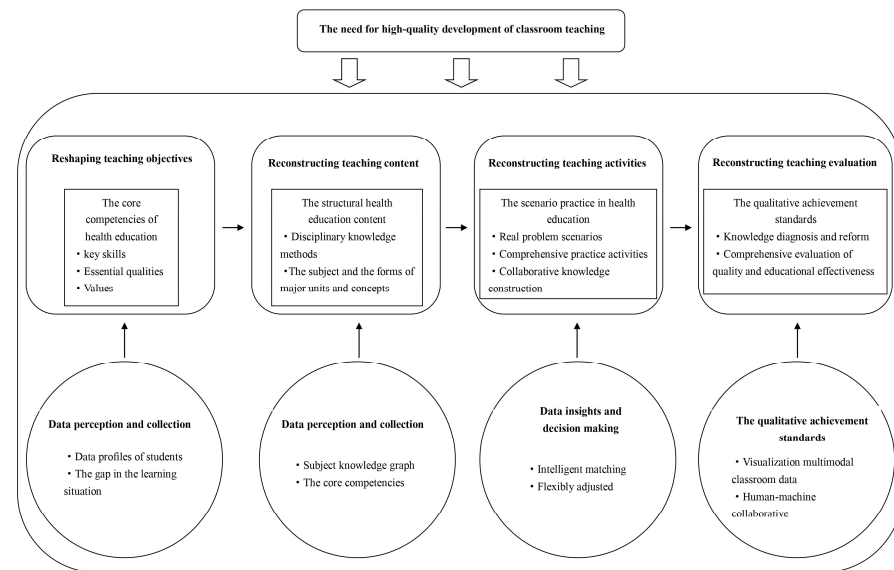 The need for high-quality development of classroom teaching
Reshaping teaching objectives
The core
competencies of
health education
• key skills
• Essential qualities
• Values
Reconstructing teaching content
The structural health
education content
• Disciplinary knowledge
methods
• The subject and the forms of
major units and concepts
Reconstructing teaching activities
The scenario practice in health
education
• Real problem scenarios
• Comprehensive practice activities
• Collaborative knowledge
construction
Reconstructing teaching evaluation
The qualitative achievement
standards
• Knowledge diagnosis and reform
• Comprehensive evaluation of
quality and educational effectiveness
Data perception and collection
• Data profiles of students
• The gap in the learning
situation
Data perception and collection
• Subject knowledge graph
• The core competencies
Data insights and
decision making
• Intelligent matching
• Flexibly adjusted
The qualitative achievement
standards
• Visualization multimodal
classroom data
• Human-machine
collaborative